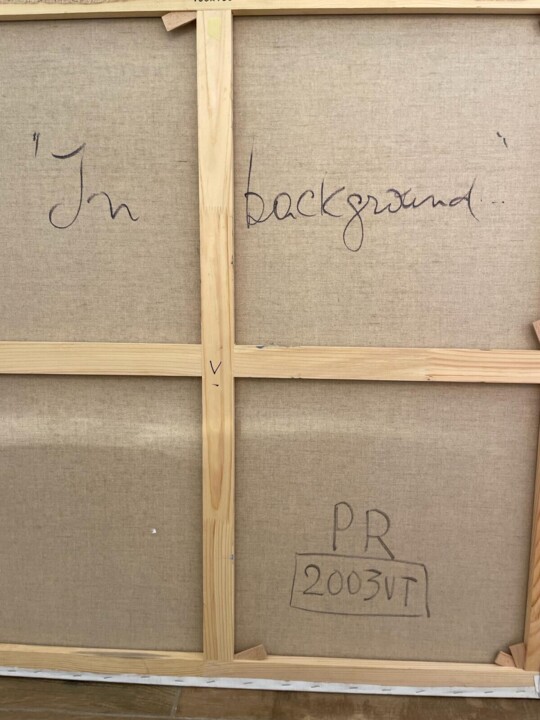 "In background..."
V
PR
2003VT